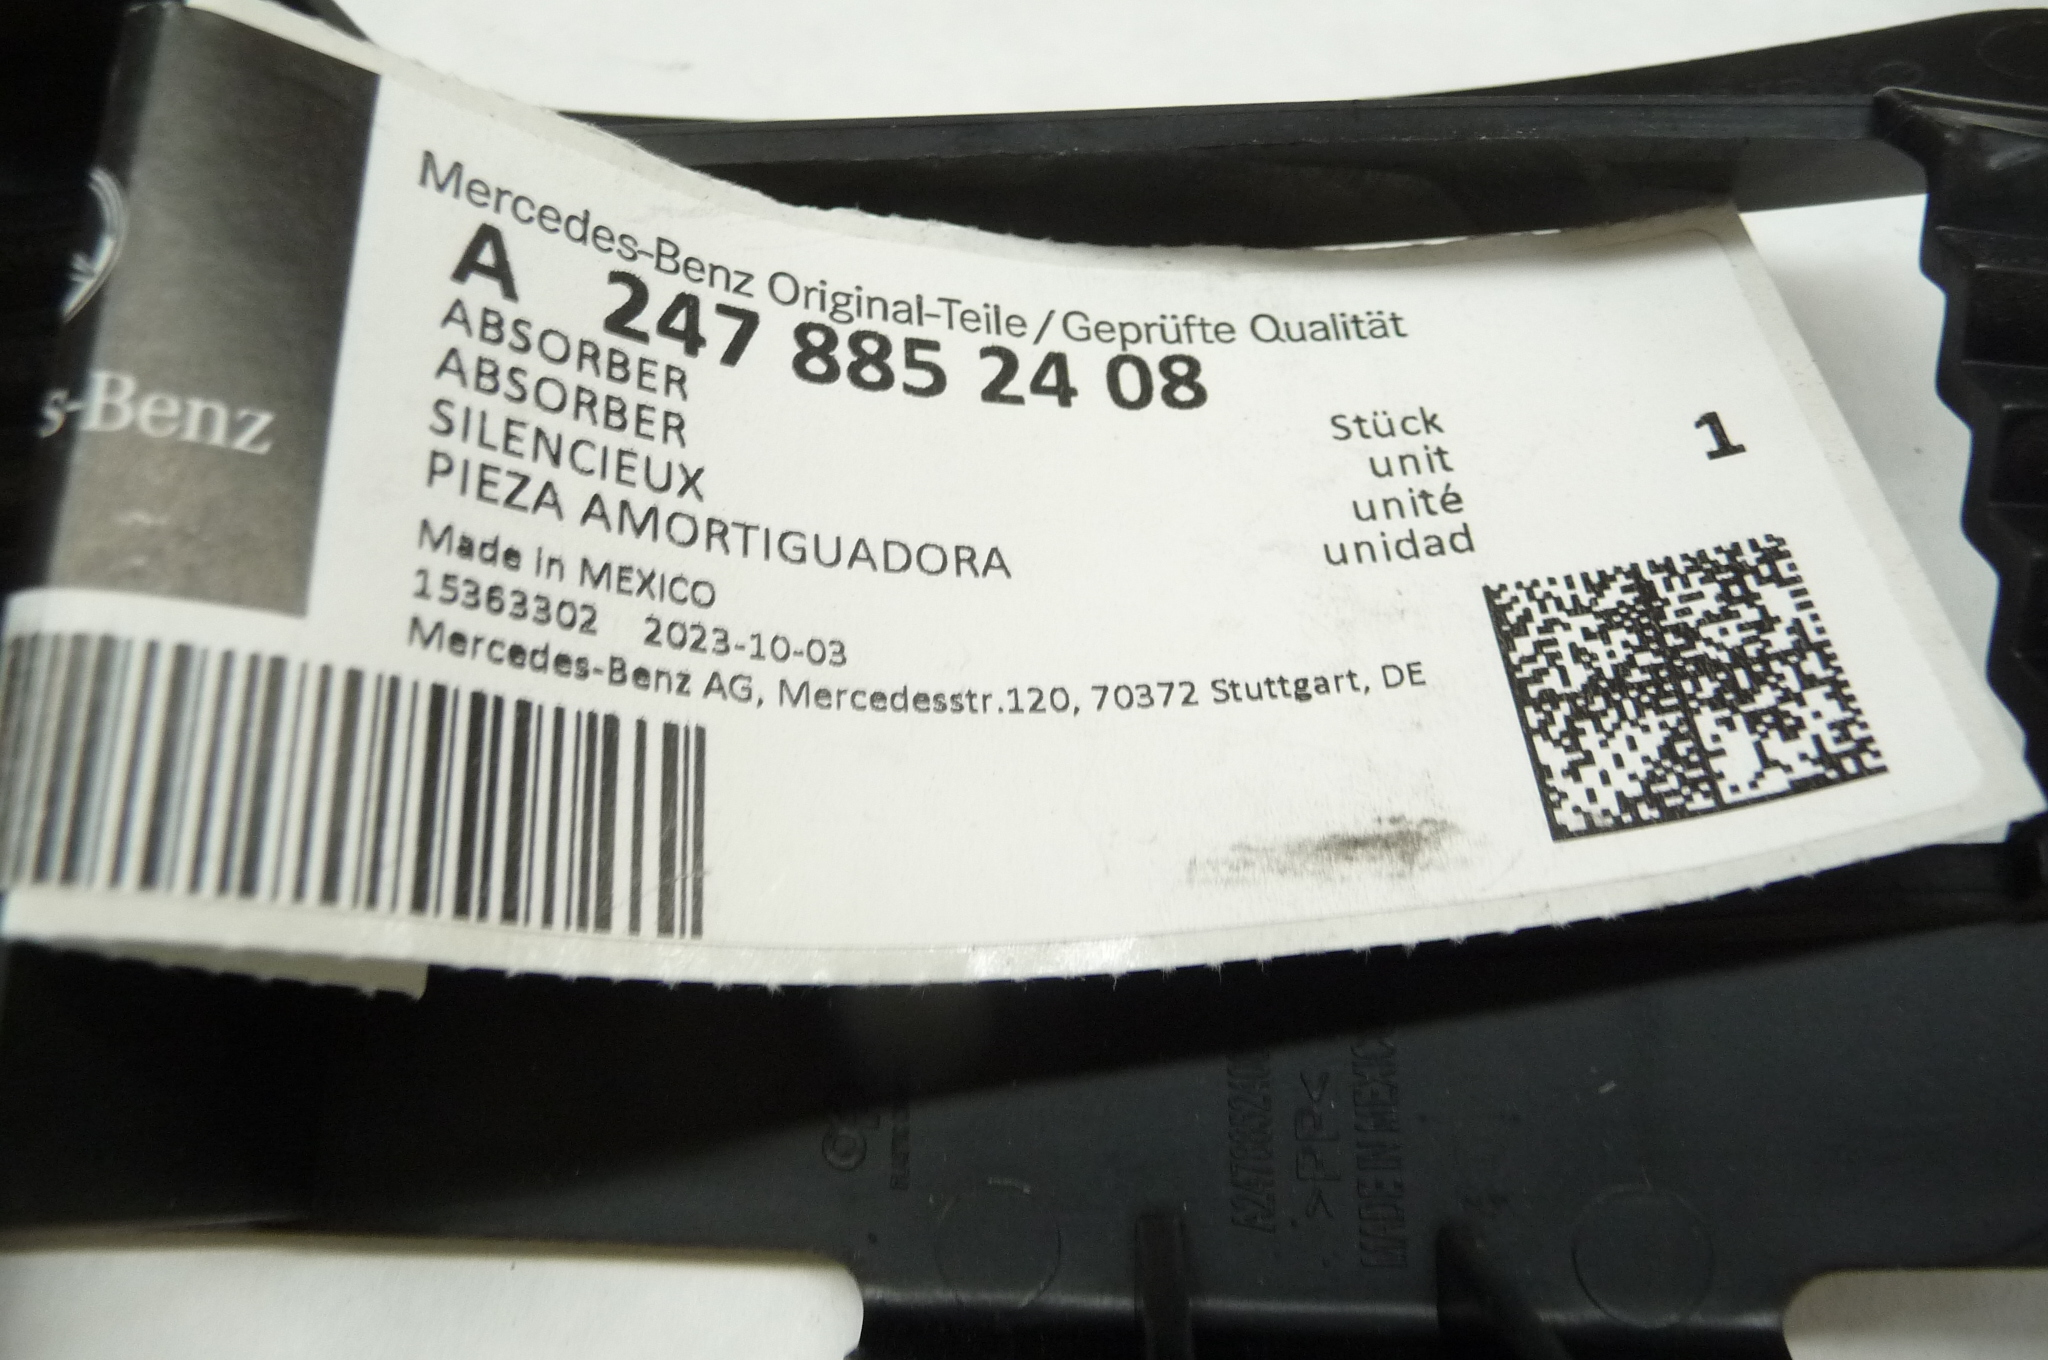 s-Benz
Mercedes-Benz Original-Teile/Geprüfte Qualität
A 247 885 24 08
ABSORBER
ABSORBER
SILENCIEUX
PIEZA AMORTIGUADORA
Stück 1
unit
unité
unidad
Made in MEXICO
15363302 2023-10-03
Mercedes-Benz AG, Mercedesstr.120, 70372 Stuttgart, DE
>PP<
MADE IN MEXICO